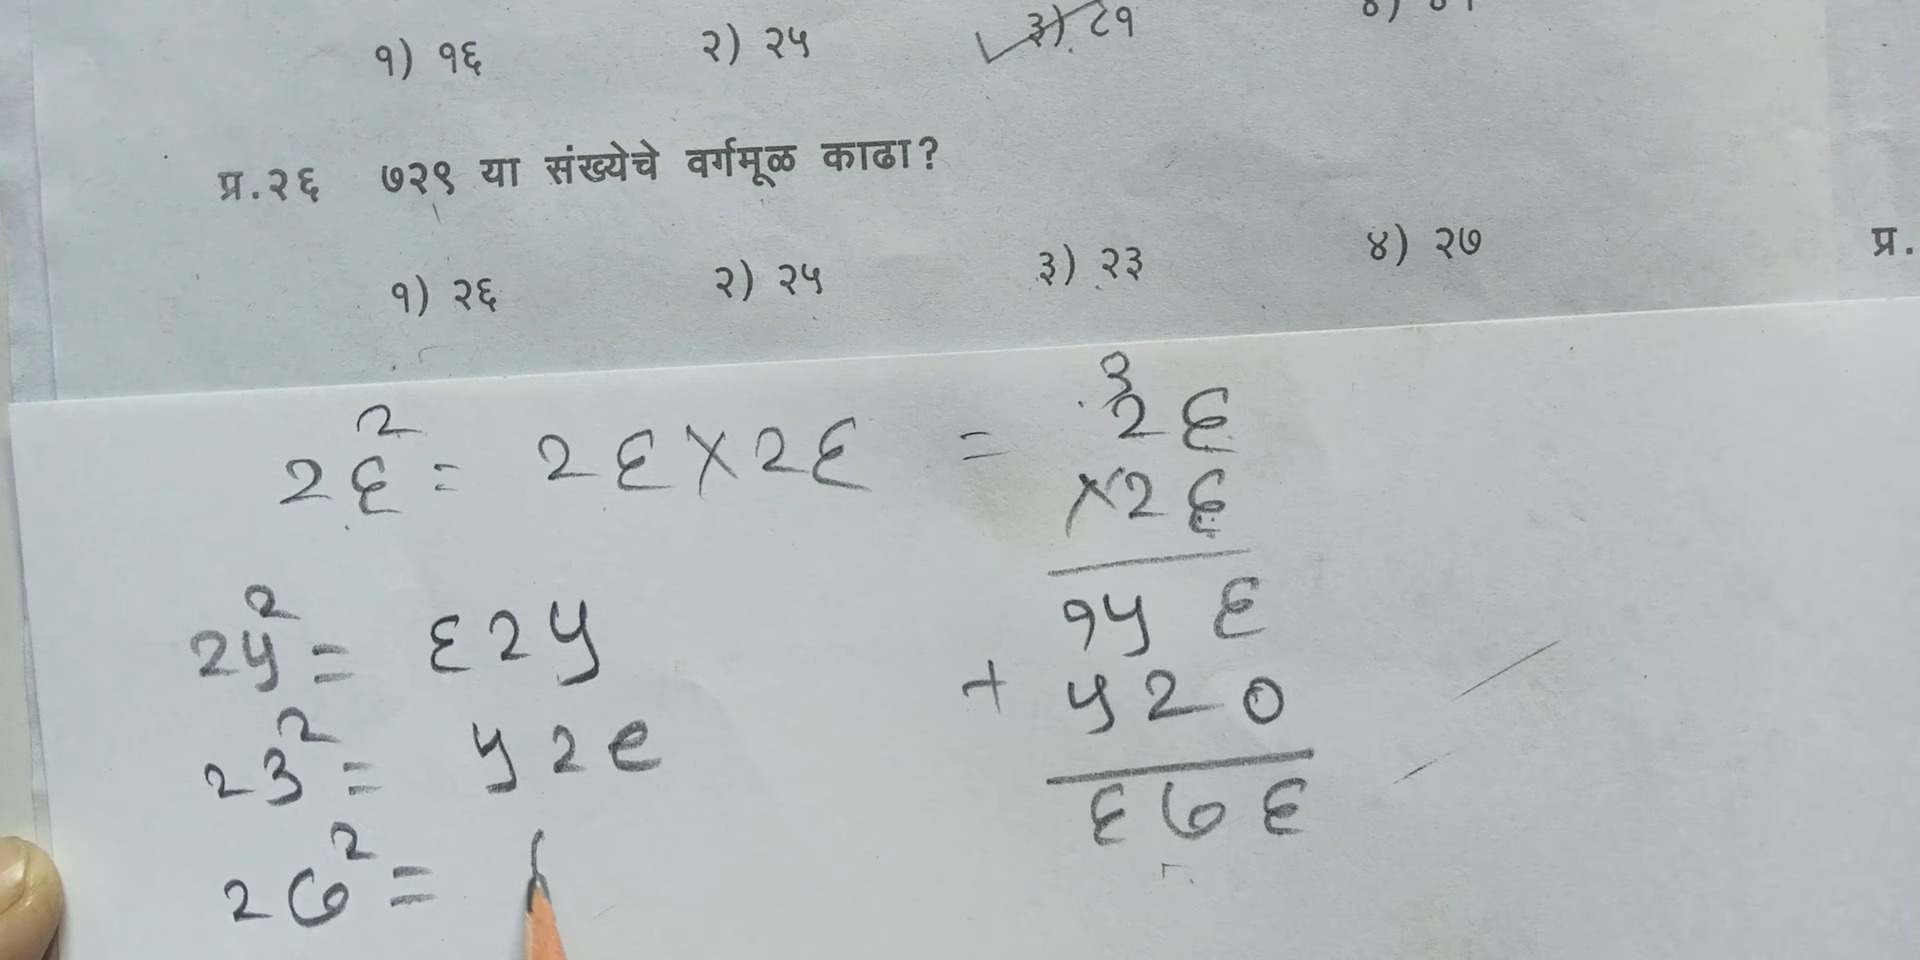 १) १६ २) २५ ३) ८१
प्र.२६ ७२९ या संख्येचे वर्गमूळ काढा?
१) २६ २) २५ ३) २३ ४) २७
प्र.
३
२६² = २६×२६ = २६
×२६
१५६
+ ५२०
६७६
२५² = ६२५
२३² = ५२९
२७² =